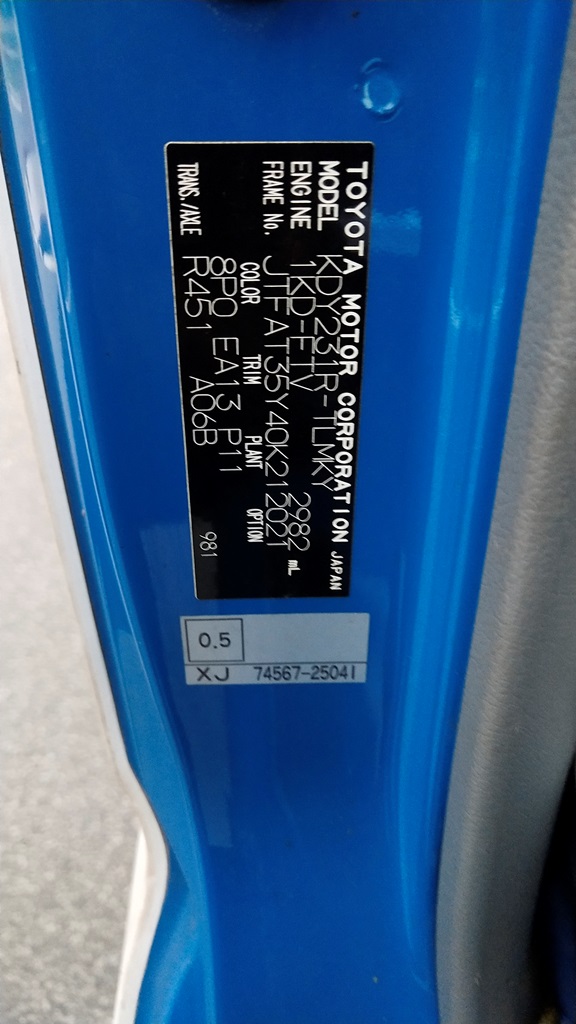 TOYOTA MOTOR CORPORATION JAPAN
MODEL KDY231R-TLMKY
ENGINE 1KD-FTV 2982 mL
FRAME No. JTFAT35Y40K212021
COLOR TRIM PLANT OPTION
8P0 EA13 P11
TRANS./AXLE R451 A06B 981
0.5
XJ 74567-25041